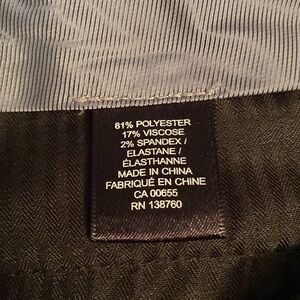 81% POLYESTER
17% VISCOSE
2% SPANDEX /
ELASTANE /
ÉLASTHANNE
MADE IN CHINA
FABRIQUÉ EN CHINE
CA 00655
RN 138760